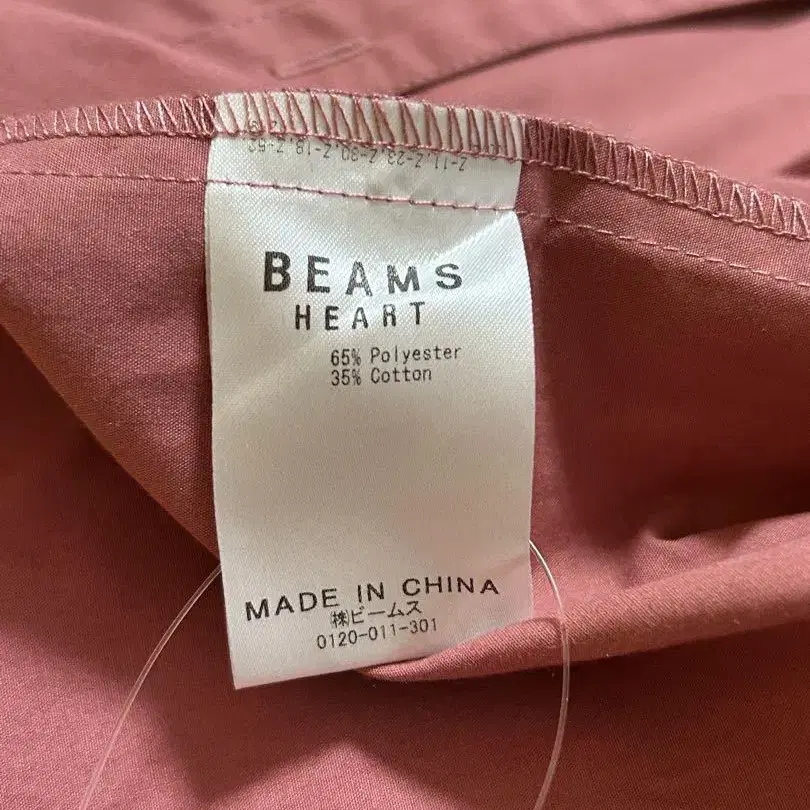 BEAMS
HEART
65% Polyester
35% Cotton
MADE IN CHINA
㈱ビームス
0120-011-301